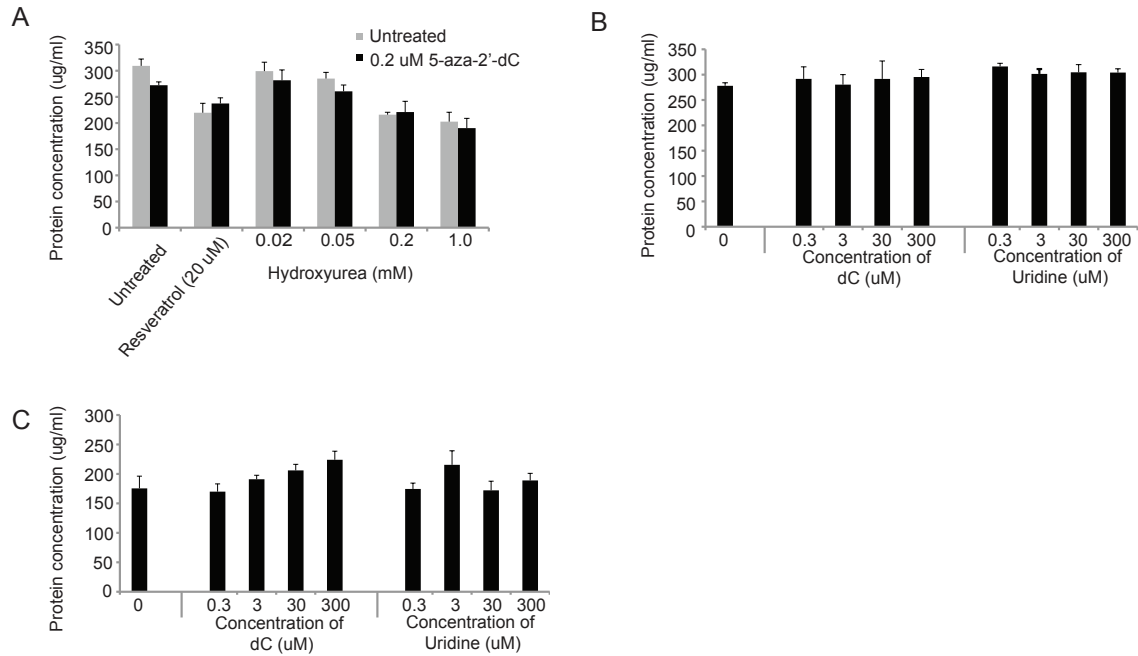 A
Protein concentration (ug/ml)
350
300
250
200
150
100
50
0
Untreated
0.2 uM 5-aza-2'-dC
Untreated
Resveratrol (20 uM)
0.02 0.05 0.2 1.0
Hydroxyurea (mM)
B
Protein concentration (ug/ml)
350
300
350
300
150
100
50
0
0 0.3 3 30 300 0.3 3 30 300
Concentration of
dC (uM)
Concentration of
Uridine (uM)
C
Protein concentration (ug/ml)
300
250
200
150
100
50
0
0 0.3 3 30 300 0.3 3 30 300
Concentration of
dC (uM)
Concentration of
Uridine (uM)